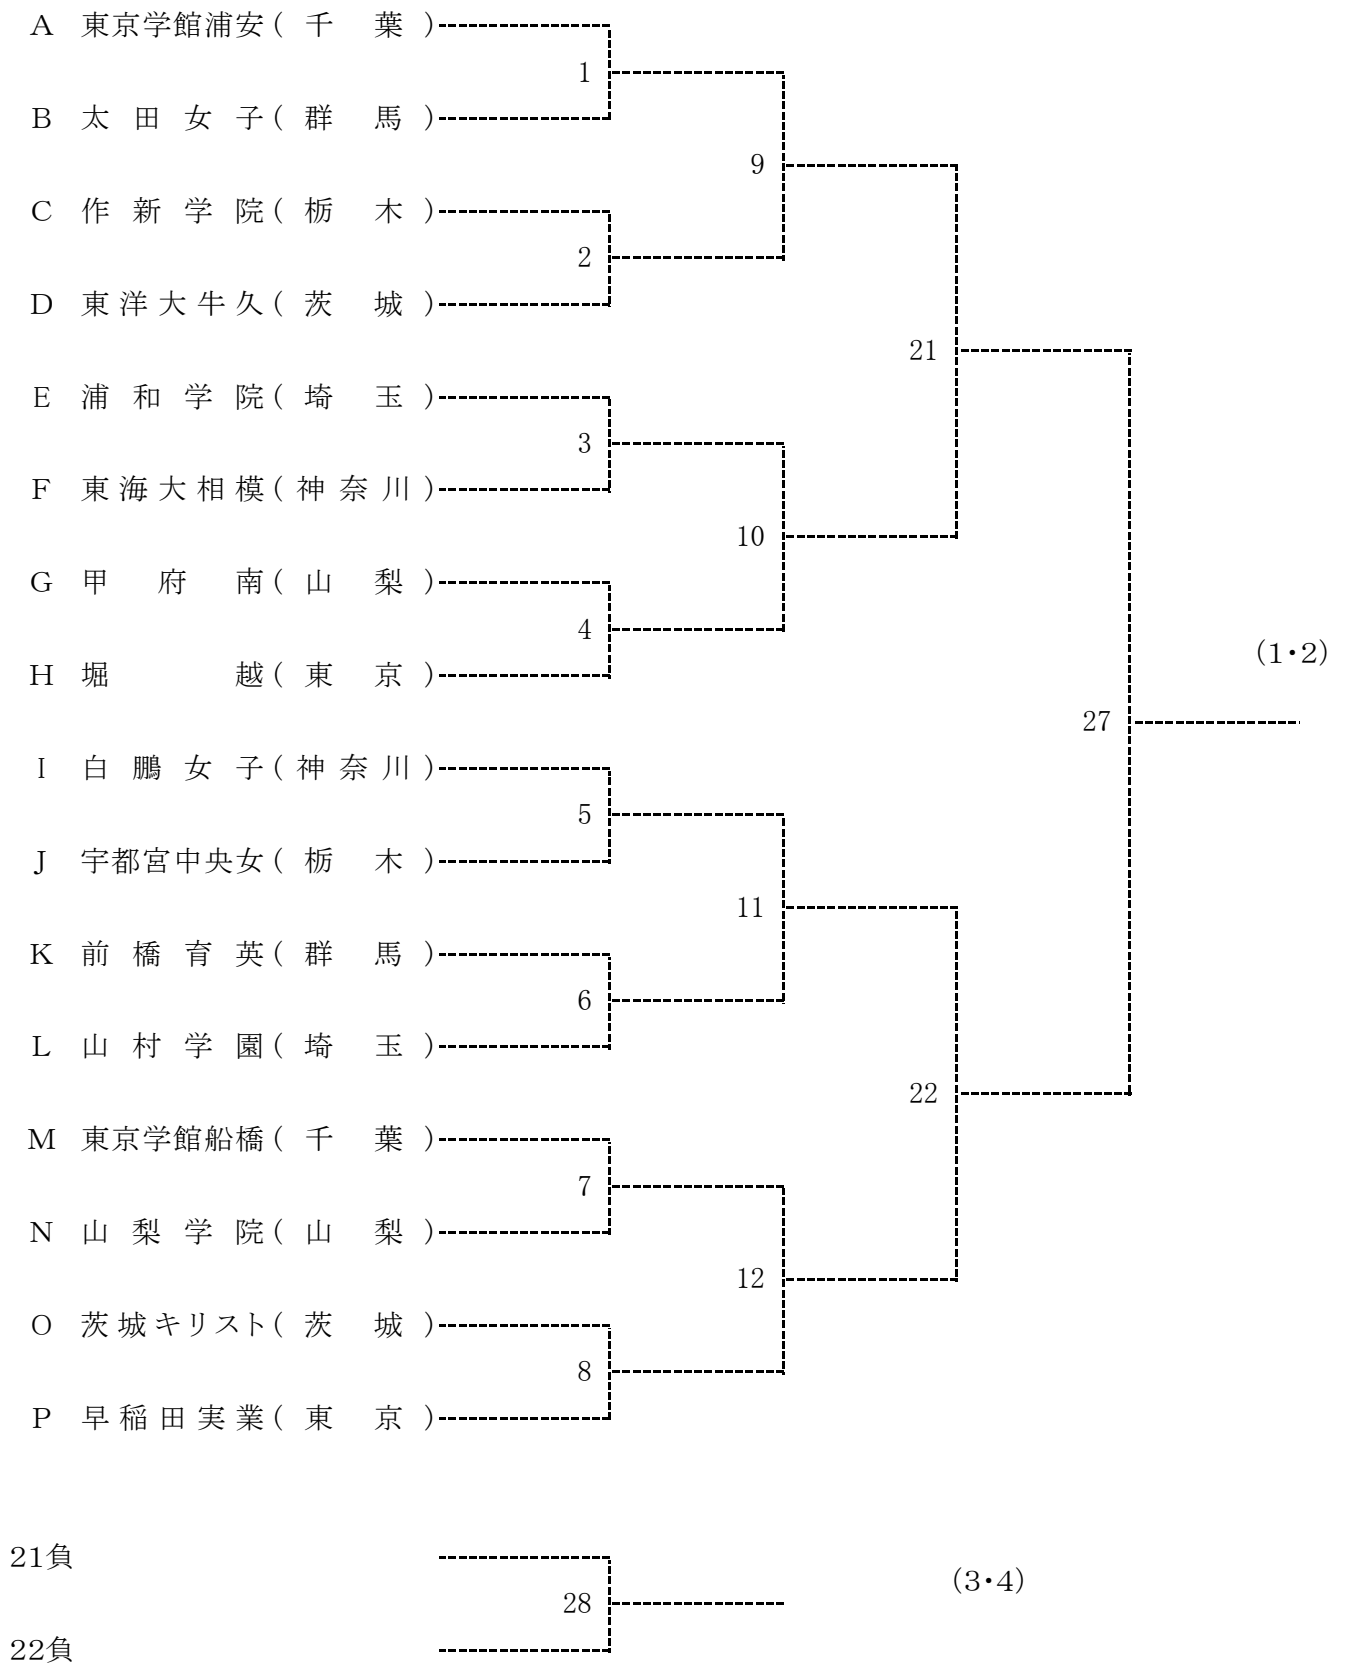 A 東京学館浦安(千葉)
1
B 太田女子(群馬)
9
C 作新学院(栃木)
2
D 東洋大牛久(茨城)
21
E 浦和学院(埼玉)
3
F 東海大相模(神奈川)
10
G 甲府南(山梨)
4
(1・2)
H 堀越(東京)
27
I 白鵬女子(神奈川)
5
J 宇都宮中央女(栃木)
11
K 前橋育英(群馬)
6
L 山村学園(埼玉)
22
M 東京学館船橋(千葉)
7
N 山梨学院(山梨)
12
O 茨城キリスト(茨城)
8
P 早稲田実業(東京)
21負
(3・4)
28
22負